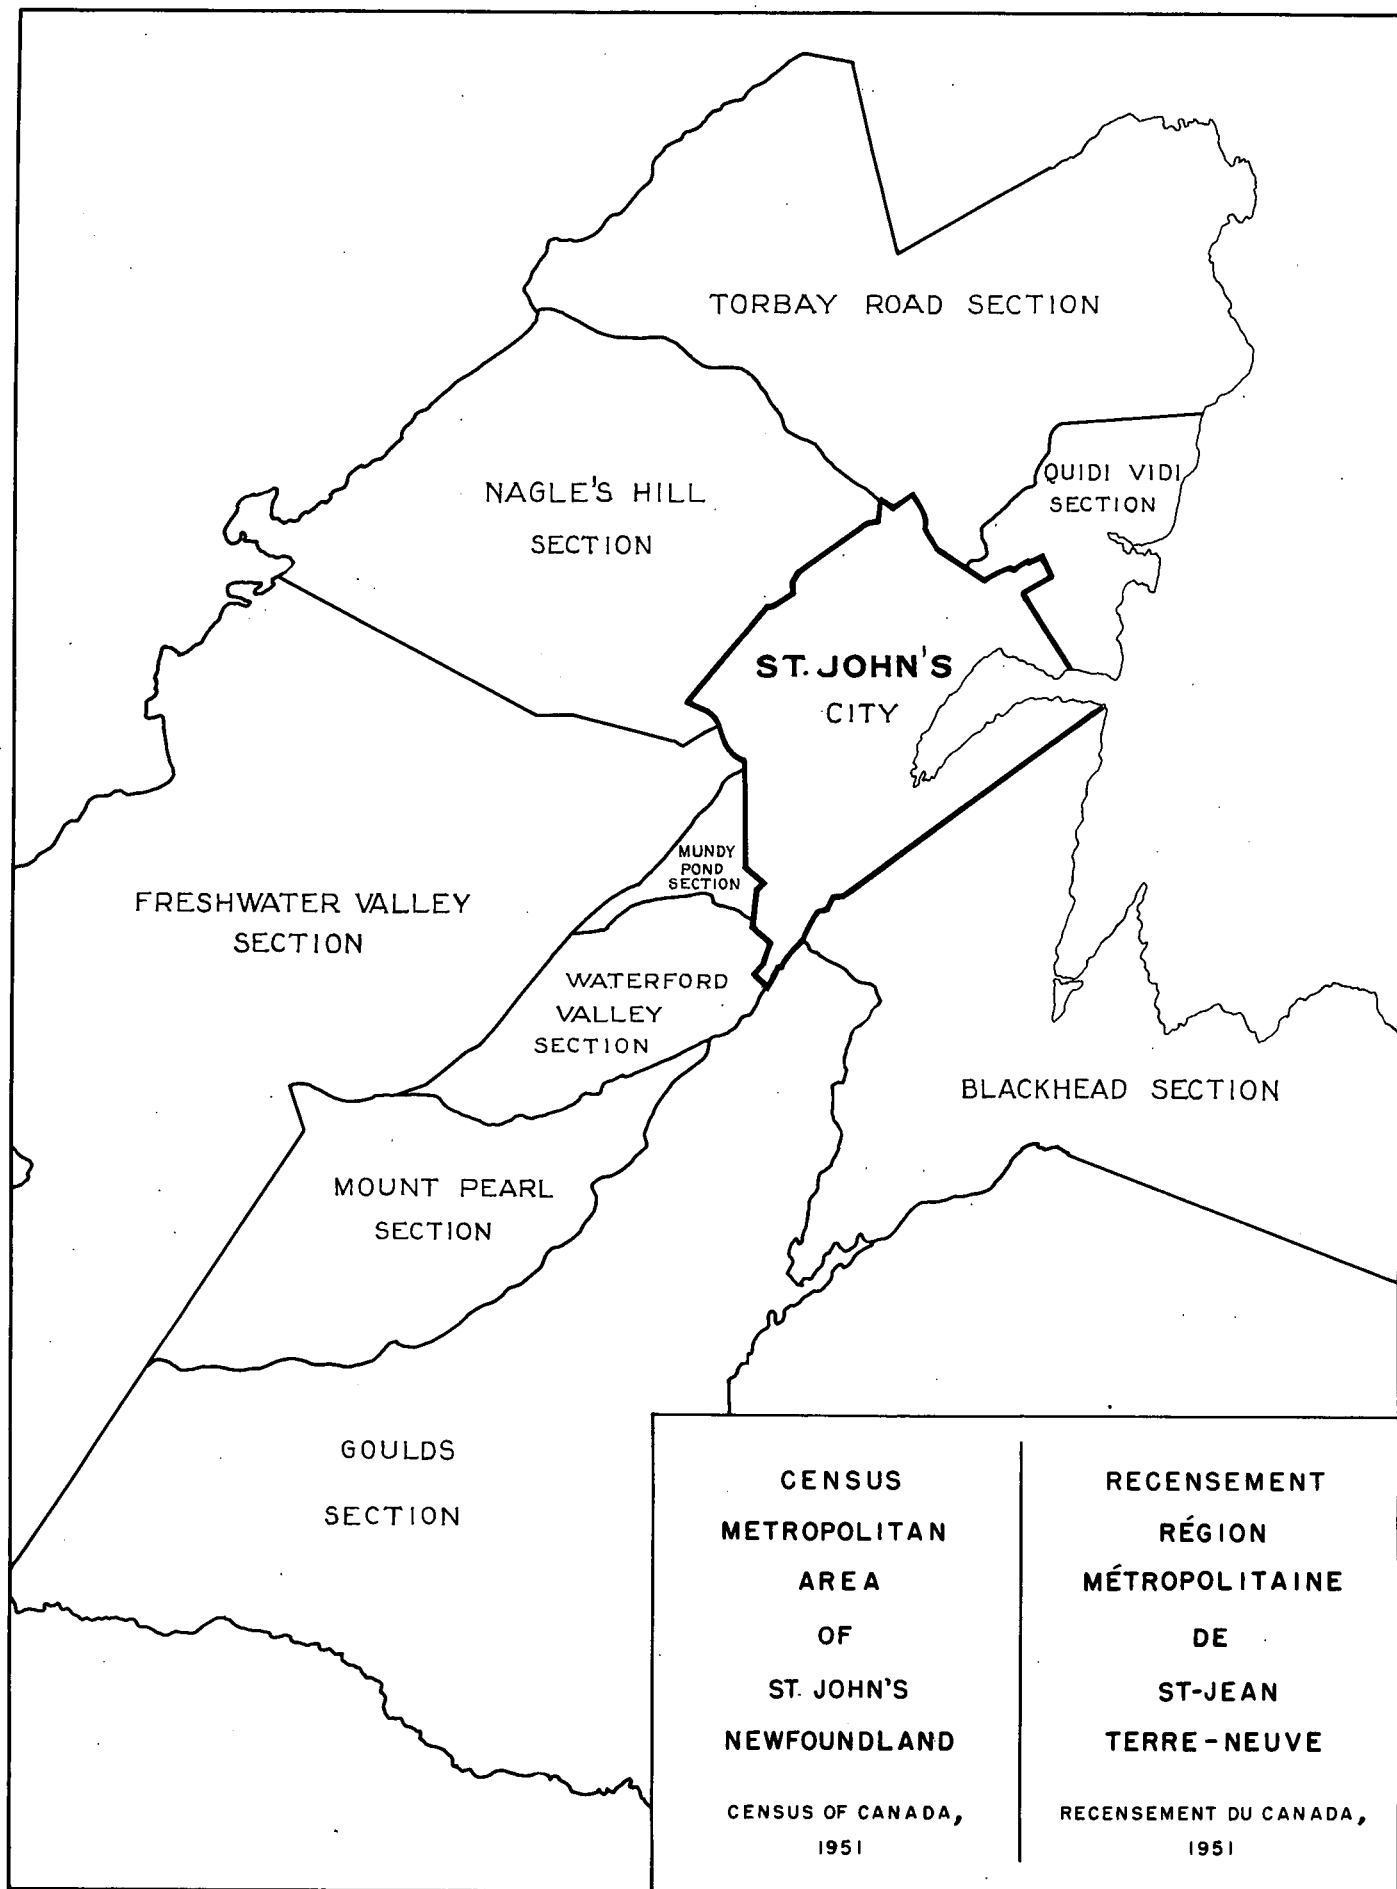 TORBAY ROAD SECTION
QUIDI VIDI
SECTION
NAGLE'S HILL
SECTION
ST. JOHN'S
CITY
MUNDY
POND
SECTION
FRESHWATER VALLEY
SECTION
WATERFORD
VALLEY
SECTION
BLACKHEAD SECTION
MOUNT PEARL
SECTION
GOULDS
SECTION
CENSUS
METROPOLITAN
AREA
OF
ST. JOHN'S
NEWFOUNDLAND
CENSUS OF CANADA,
1951
RECENSEMENT
RÉGION
MÉTROPOLITAINE
DE
ST-JEAN
TERRE-NEUVE
RECENSEMENT DU CANADA,
1951